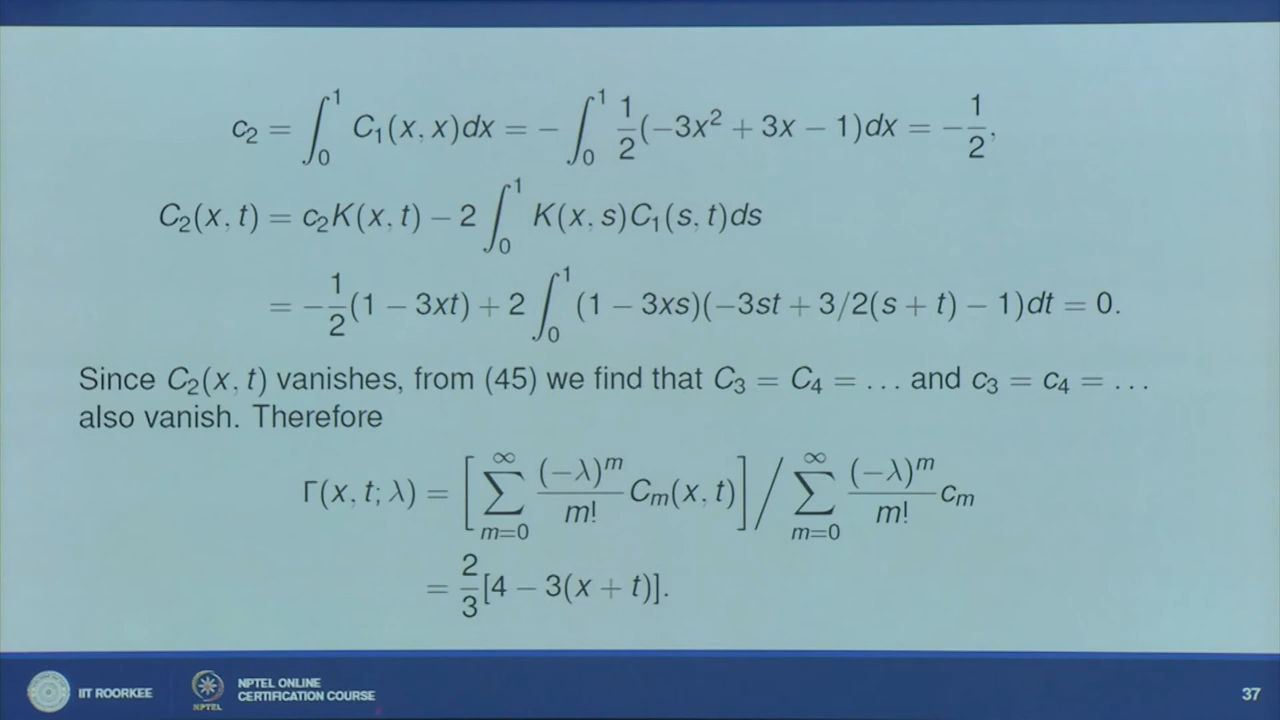 c₂ = ∫₀¹ C₁(x, x)dx = − ∫₀¹ 1/2(−3x² + 3x − 1)dx = −1/2,
C₂(x, t) = c₂K(x, t) − 2 ∫₀¹ K(x, s)C₁(s, t)ds
= −1/2(1 − 3xt) + 2 ∫₀¹ (1 − 3xs)(−3st + 3/2(s + t) − 1)dt = 0.
Since C₂(x, t) vanishes, from (45) we find that C₃ = C₄ = … and c₃ = c₄ = …
also vanish. Therefore
Γ(x, t; λ) = [∑_{m=0}^{∞} (−λ)^m/m! Cₘ(x, t)] / ∑_{m=0}^{∞} (−λ)^m/m! cₘ
= 2/3[4 − 3(x + t)].
IIT ROORKEE
NPTEL
NPTEL ONLINE
CERTIFICATION COURSE
37